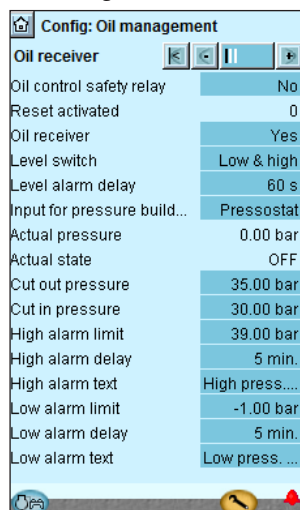 Config: Oil management
Oil receiver
Oil control safety relay No
Reset activated 0
Oil receiver Yes
Level switch Low & high
Level alarm delay 60 s
Input for pressure build... Pressostat
Actual pressure 0.00 bar
Actual state OFF
Cut out pressure 35.00 bar
Cut in pressure 30.00 bar
High alarm limit 39.00 bar
High alarm delay 5 min.
High alarm text High press....
Low alarm limit -1.00 bar
Low alarm delay 5 min.
Low alarm text Low press. ...